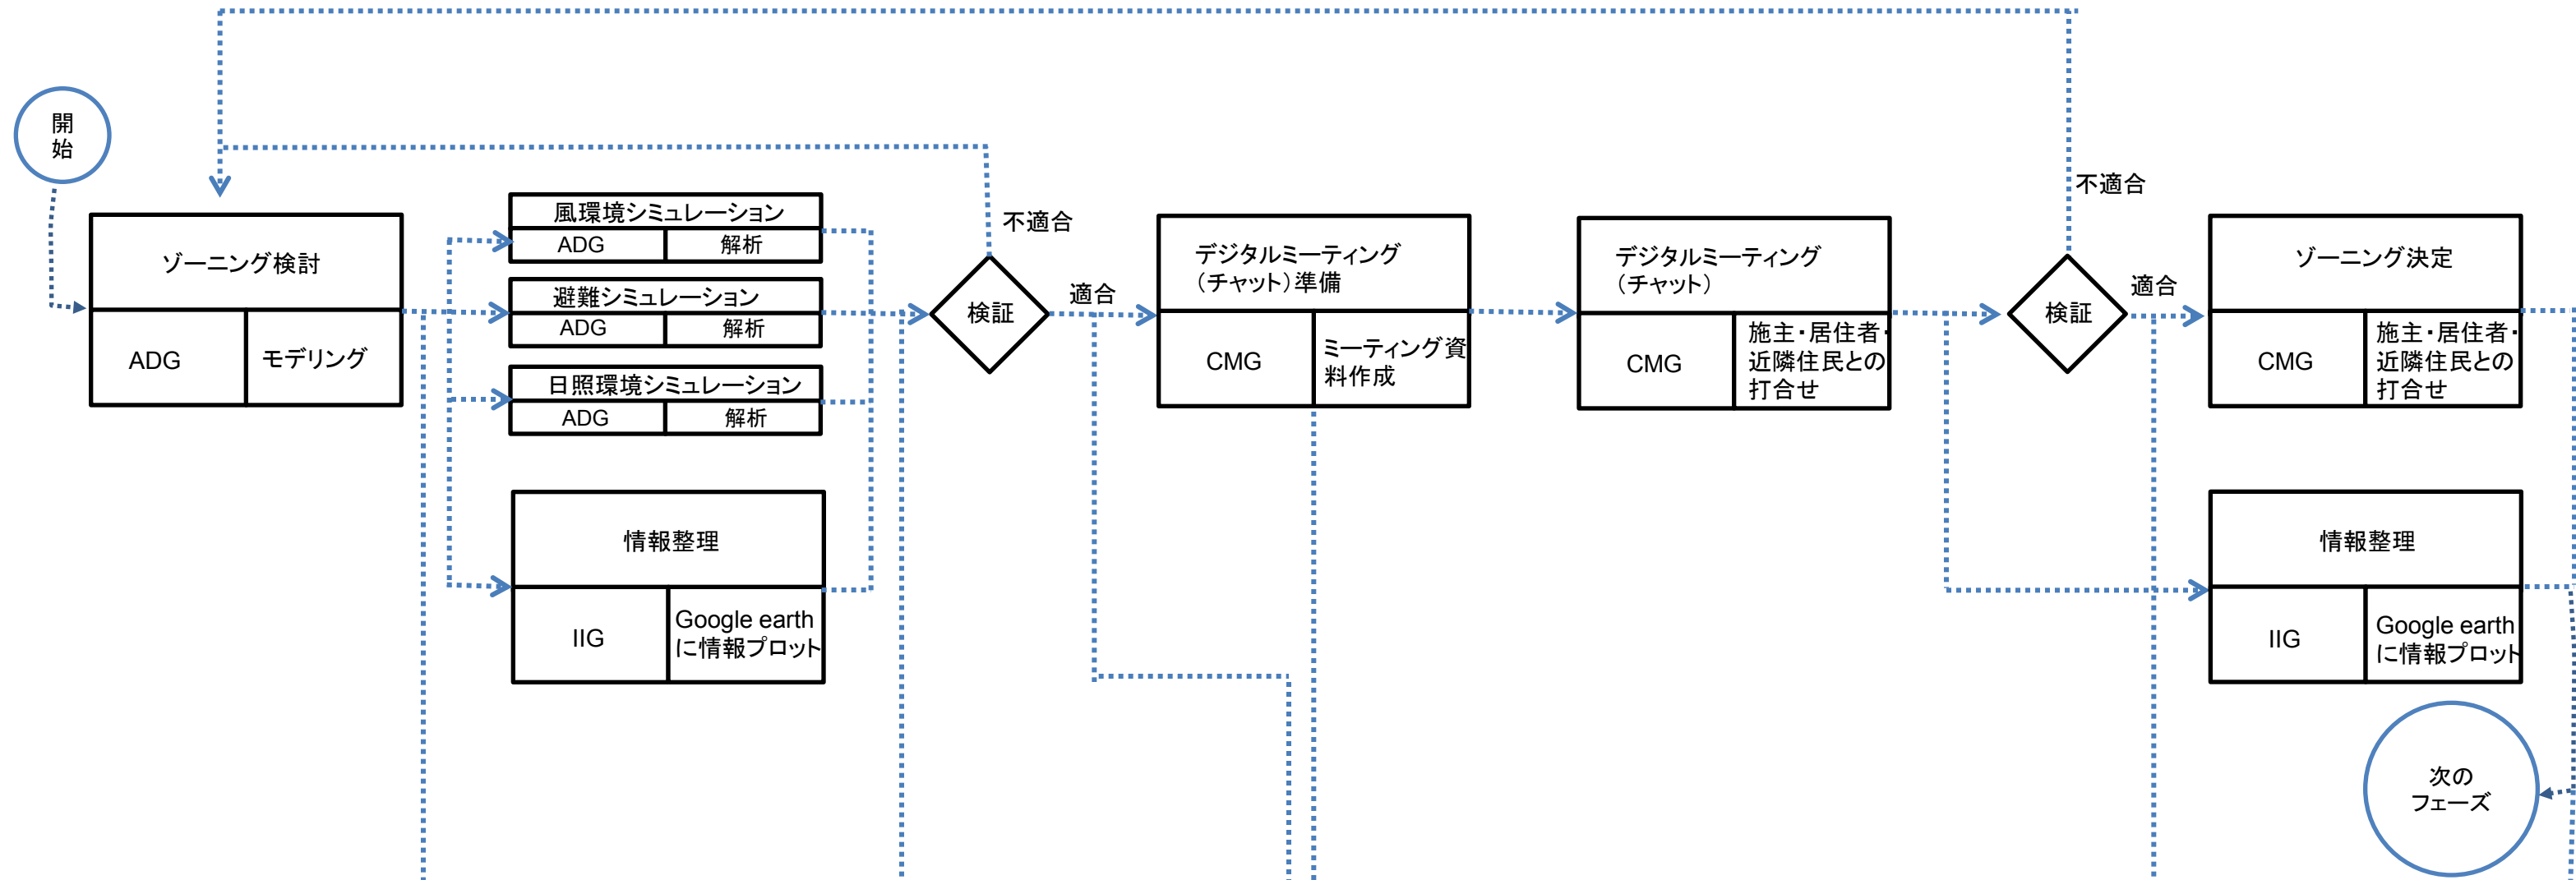 開
始
ゾーニング検討
ADG
モデリング
風環境シミュレーション
ADG
解析
避難シミュレーション
ADG
解析
日照環境シミュレーション
ADG
解析
情報整理
IIG
Google earth
に情報プロット
不適合
検証
適合
デジタルミーティング
（チャット）準備
CMG
ミーティング資
料作成
デジタルミーティング
（チャット）
CMG
施主・居住者・
近隣住民との
打合せ
不適合
検証
適合
ゾーニング決定
CMG
施主・居住者・
近隣住民との
打合せ
情報整理
IIG
Google earth
に情報プロット
次の
フェーズ